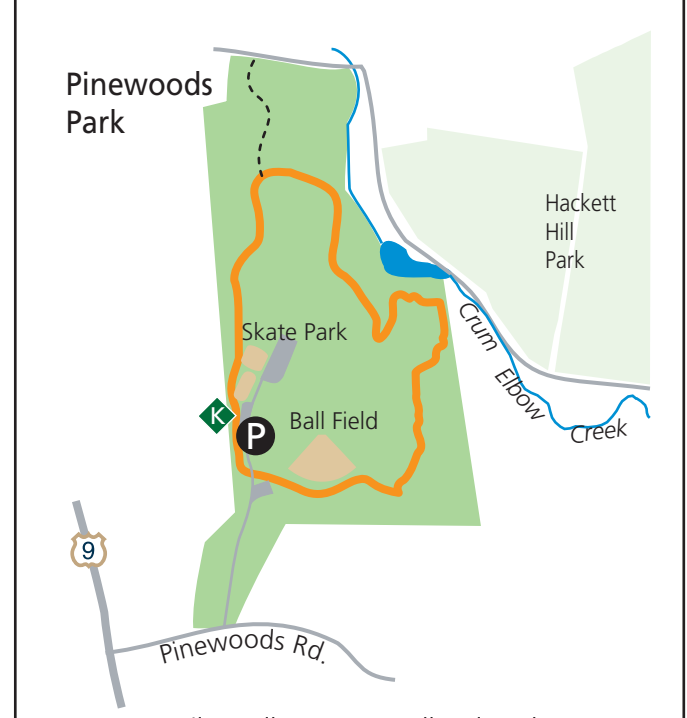 Pinewoods
Park
Hackett
Hill
Park
Skate Park
Crum
Elbow
Creek
K
P
Ball Field
9
Pinewoods Rd.